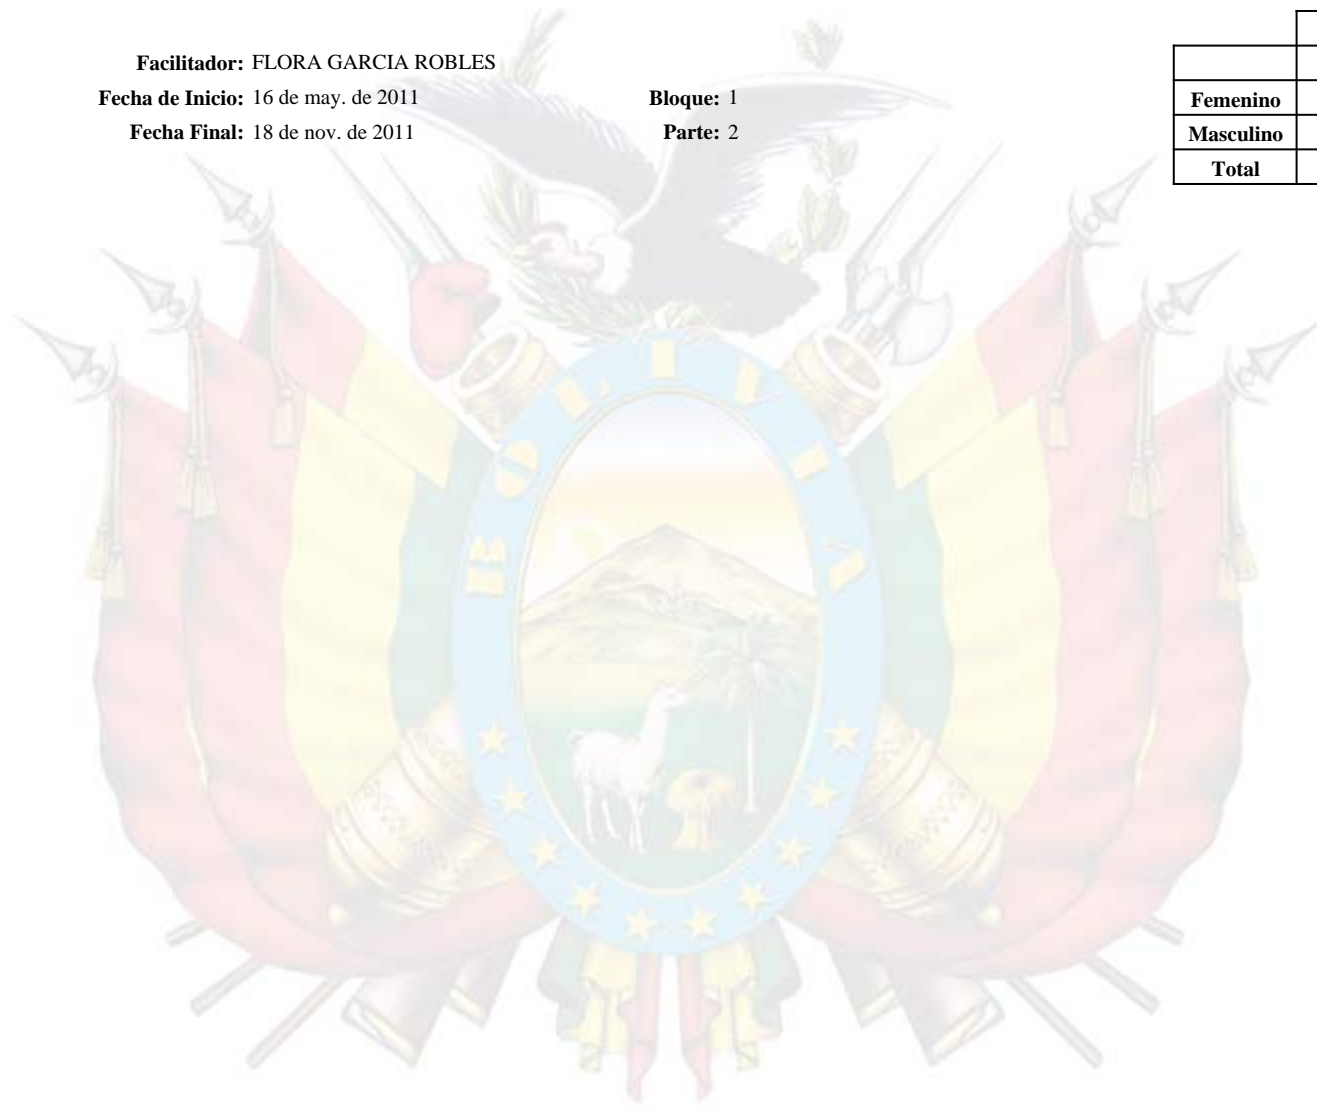 Facilitador: FLORA GARCIA ROBLES
Fecha de Inicio: 16 de may. de 2011 Bloque: 1
Fecha Final: 18 de nov. de 2011 Parte: 2
Femenino
Masculino
Total
BOLIVIA